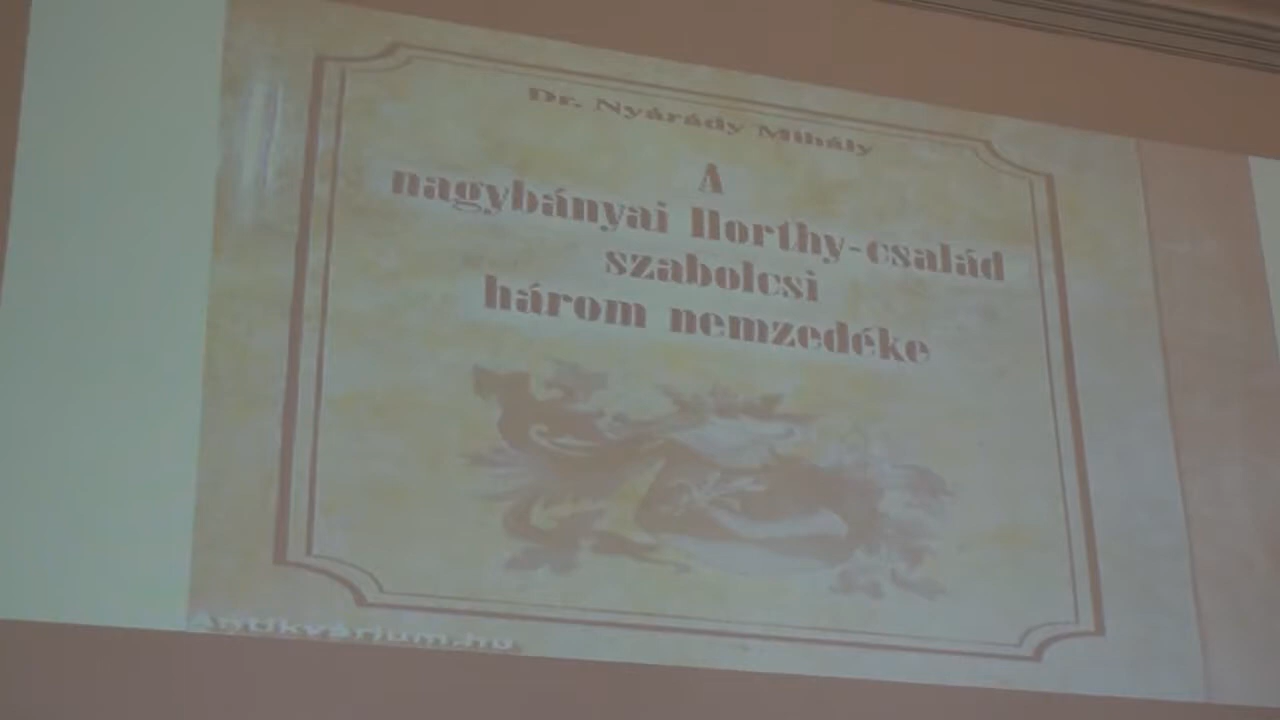 Dr. Nyárády Mihály
A
nagybányai Horthy-család
szabolcsi
három nemzedéke
Antikvárium.hu